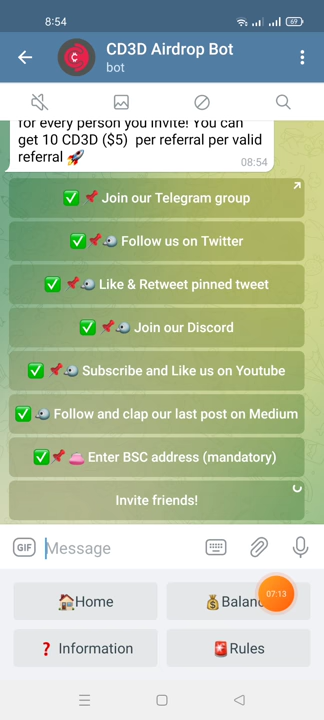 8:54
69
CD3D Airdrop Bot
bot
for every person you invite! You can
get 10 CD3D ($5) per referral per valid
referral 🚀
08:54
✅ 📌 Join our Telegram group
✅📌🐦 Follow us on Twitter
✅ 📌🐦 Like & Retweet pinned tweet
✅ 📌🐦 Join our Discord
✅ 📌🐦 Subscribe and Like us on Youtube
✅ 🐦 Follow and clap our last post on Medium
✅📌 👛 Enter BSC address (mandatory)
Invite friends!
GIF Message
🏠Home
💰Balan
07:13
❓ Information
🚨Rules